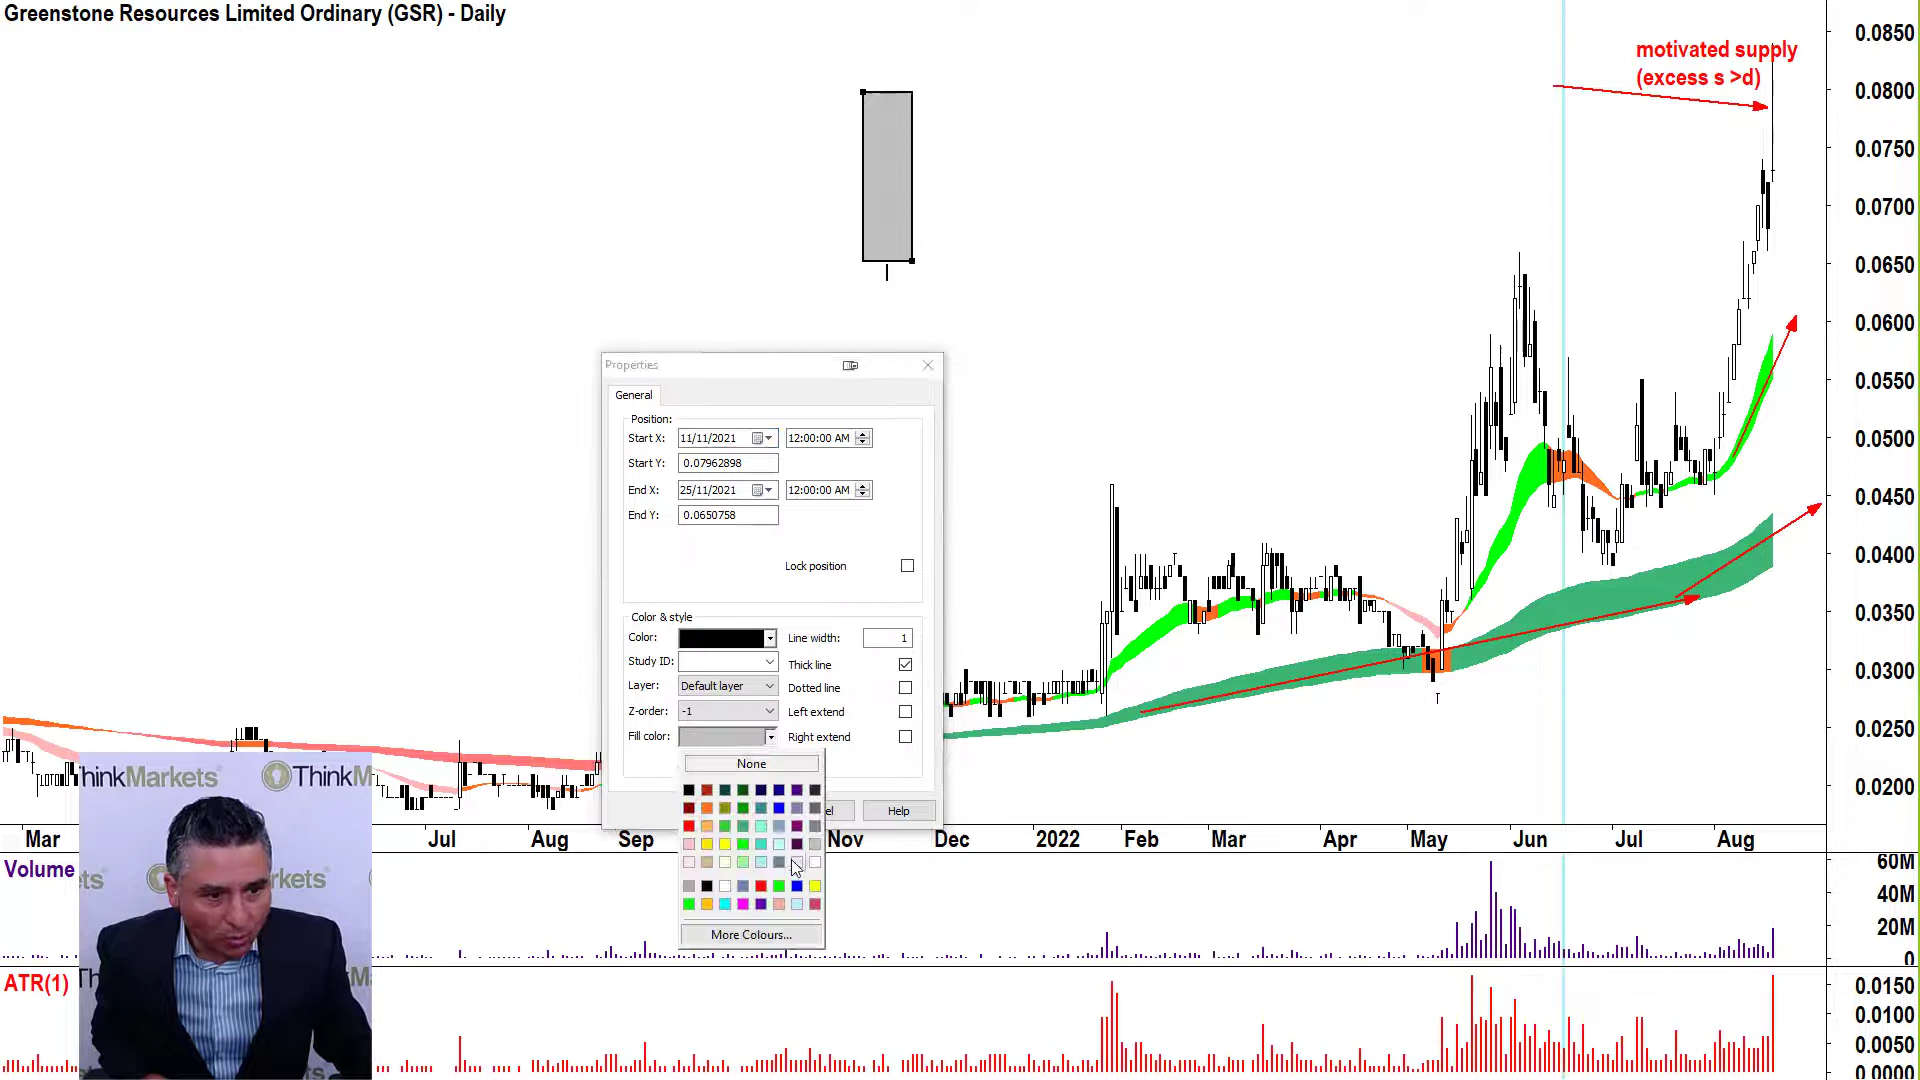 Greenstone Resources Limited Ordinary (GSR) - Daily
motivated supply
(excess s >d)
0.0850
0.0800
0.0750
0.0700
0.0650
0.0600
0.0550
0.0500
0.0450
0.0400
0.0350
0.0300
0.0250
0.0200
Properties
General
Position:
Start X: 11/11/2021 12:00:00 AM
Start Y: 0.07962898
End X: 25/11/2021 12:00:00 AM
End Y: 0.0650758
Lock position
Color & style
Color: Line width: 1
Study ID: Thick line
Layer: Default layer Dotted line
Z-order: -1 Left extend
Fill color: Right extend
None
Help
More Colours...
Mar Jul Aug Sep Nov Dec 2022 Feb Mar Apr May Jun Jul Aug
Volume
60M
40M
20M
0
ATR(1)
0.0150
0.0100
0.0050
0.0000
ThinkMarkets ThinkM
ets rkets